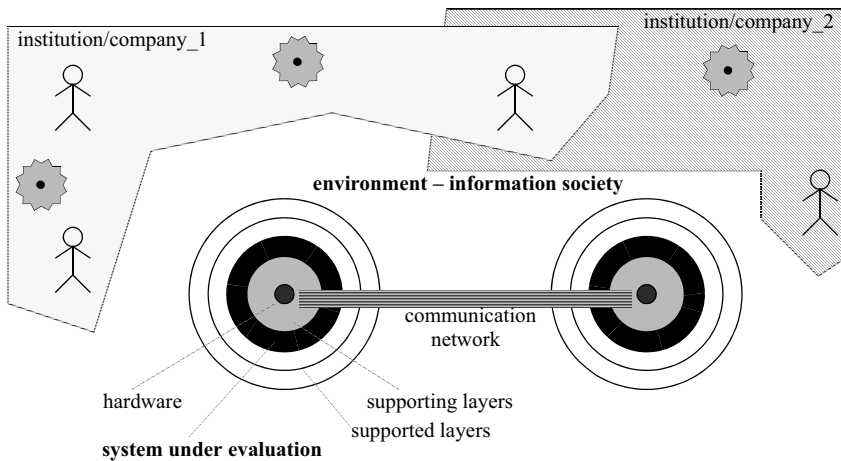 institution/company_1
institution/company_2
environment – information society
communication
network
hardware
supporting layers
system under evaluation
supported layers